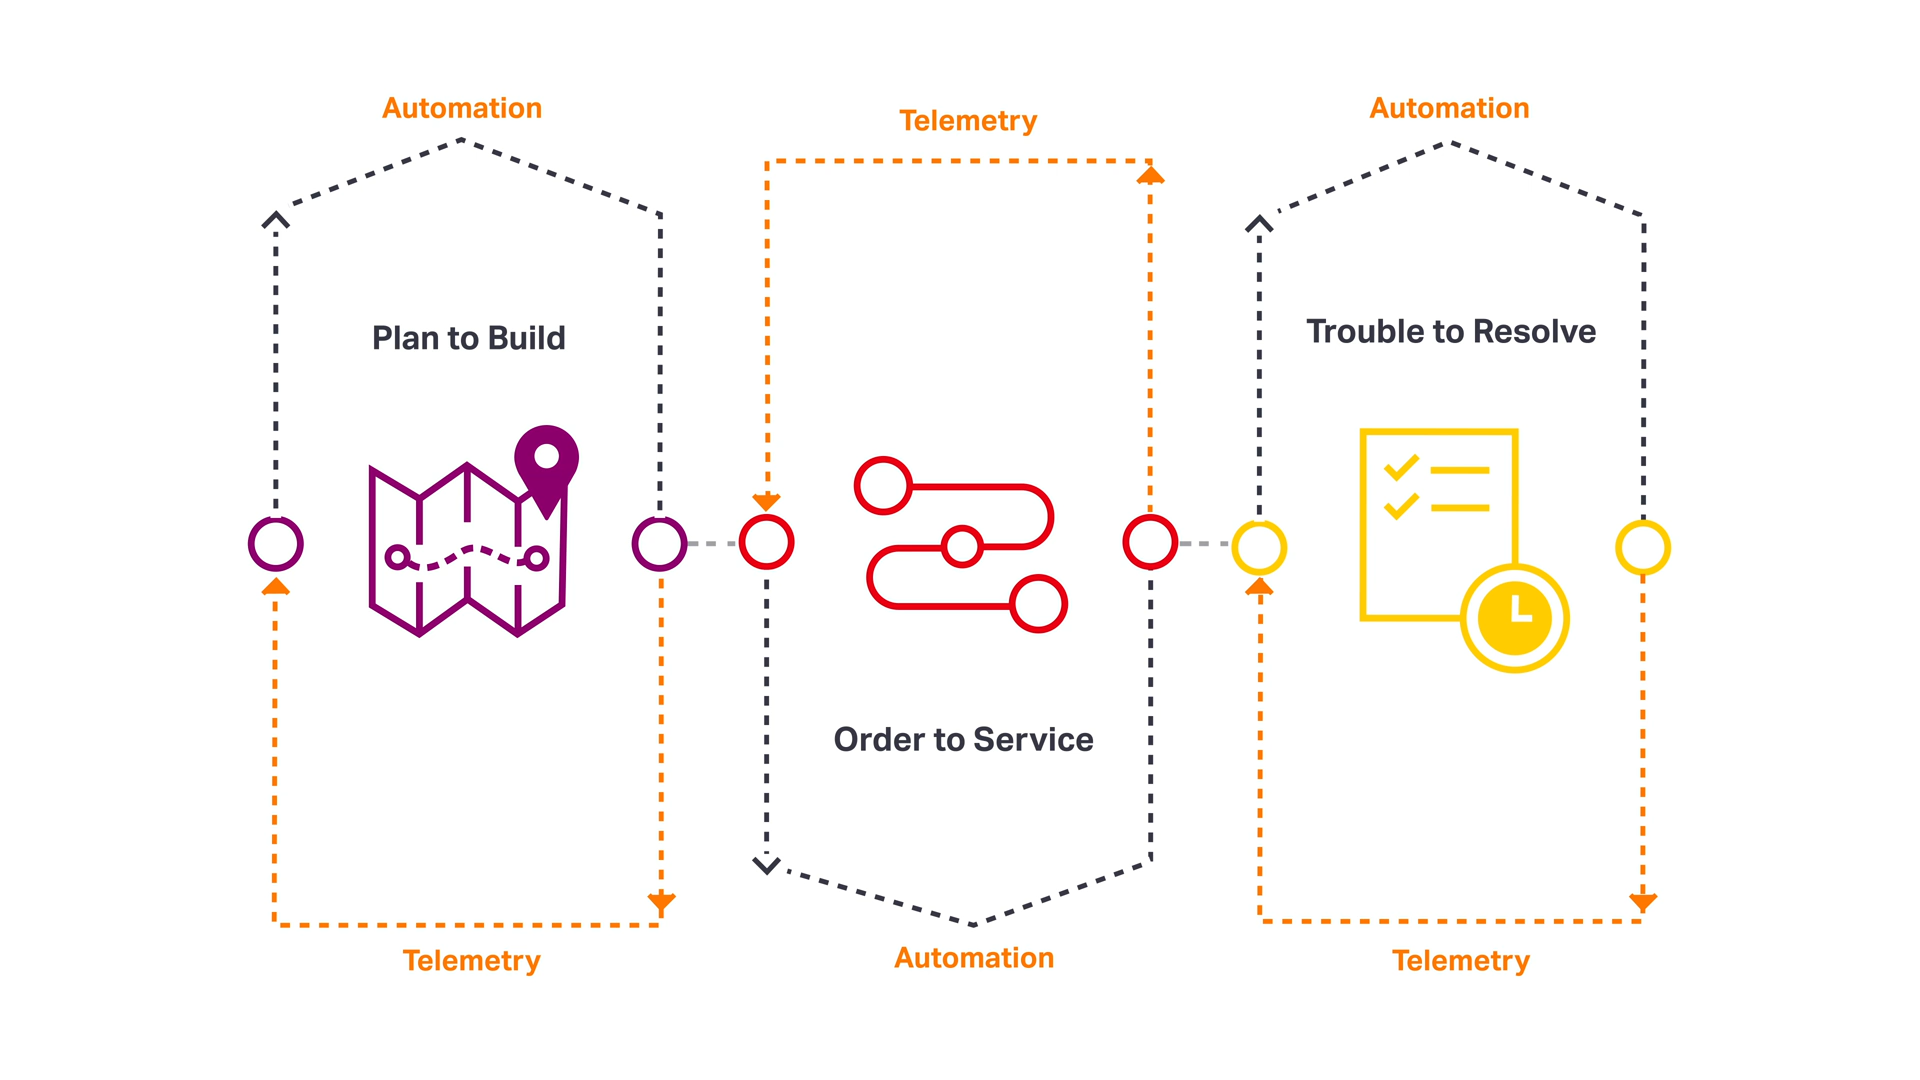 Automation
Telemetry
Automation
Plan to Build
Trouble to Resolve
Order to Service
Telemetry
Automation
Telemetry